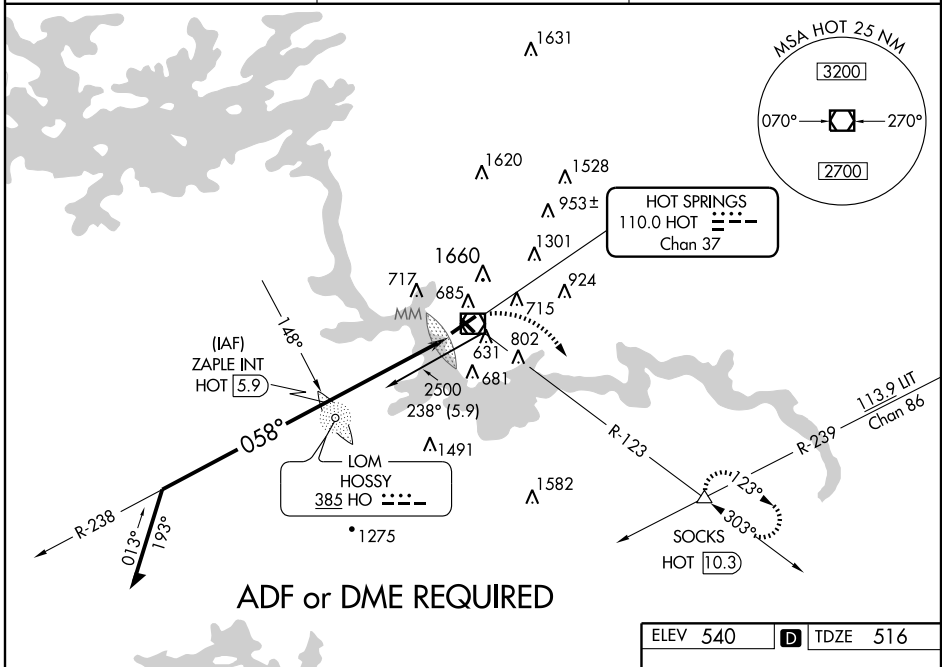 1631
MSA HOT 25 NM
3200
070°
270°
2700
1620
1528
953±
HOT SPRINGS
110.0 HOT
Chan 37
1301
1660
717
685
924
715
MM
148°
(IAF)
ZAPLE INT
HOT 5.9
631
802
681
2500
238° (5.9)
113.9 LIT
Chan 86
058°
R-123
R-239
1491
LOM
HOSSY
385 HO
1582
123°
303°
R-238
013°
193°
1275
SOCKS
HOT 10.3
ADF or DME REQUIRED
ELEV 540
D
TDZE 516